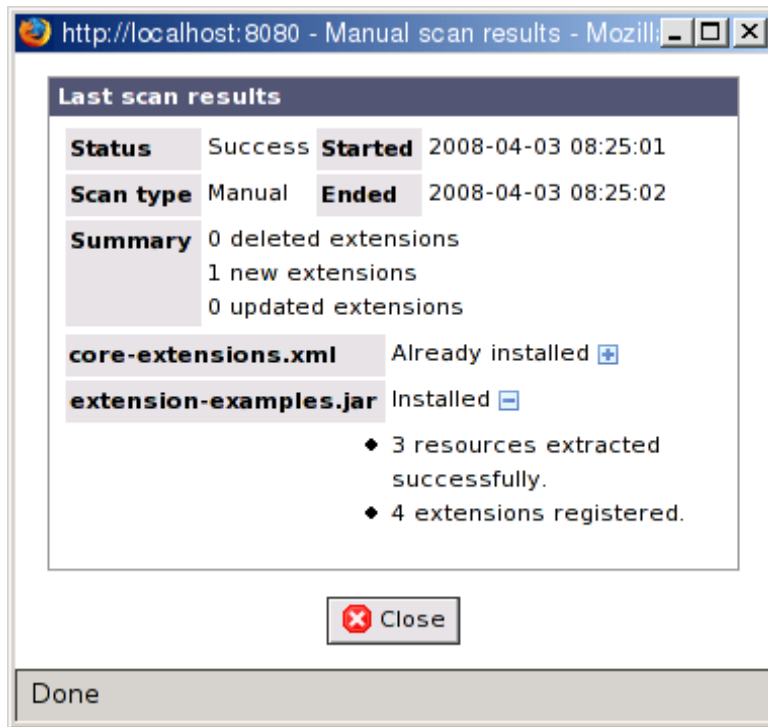 http://localhost:8080 - Manual scan results - Mozill
Last scan results
Status Success Started 2008-04-03 08:25:01
Scan type Manual Ended 2008-04-03 08:25:02
Summary 0 deleted extensions
1 new extensions
0 updated extensions
core-extensions.xml Already installed
extension-examples.jar Installed
3 resources extracted
successfully.
4 extensions registered.
Close
Done